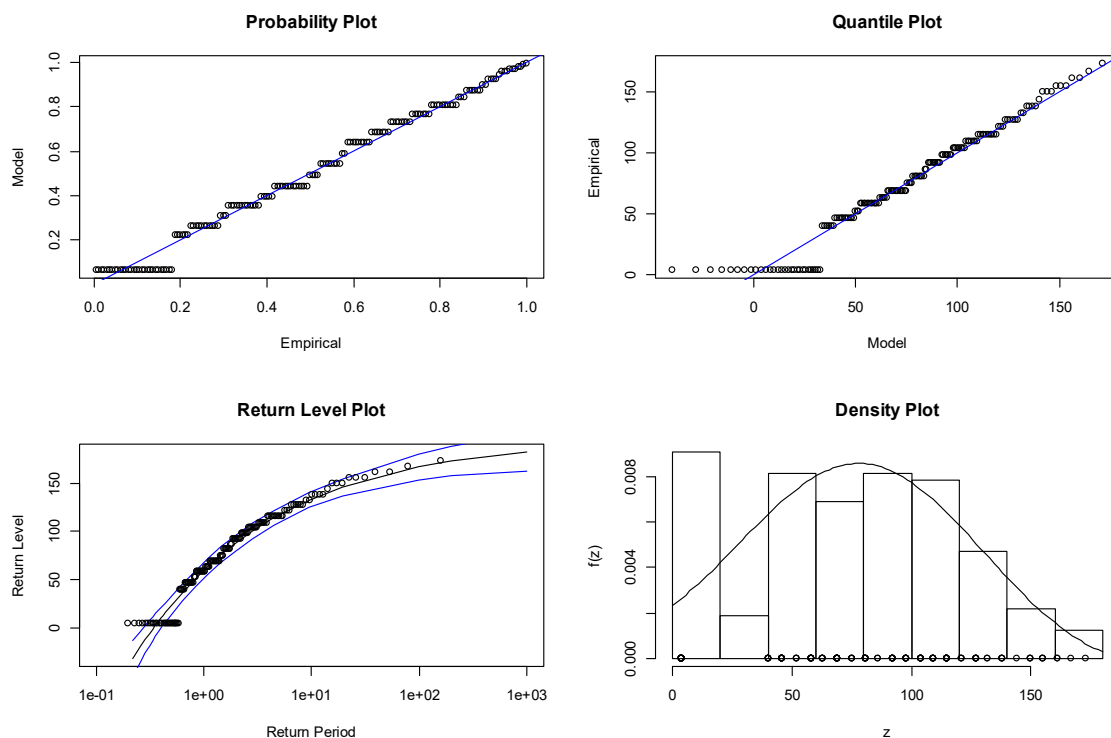 Probability Plot
Model
0.2 0.4 0.6 0.8 1.0
0.0 0.2 0.4 0.6 0.8 1.0
Empirical
Quantile Plot
Empirical
0 50 100 150
0 50 100 150
Model
Return Level Plot
Return Level
0 50 100 150
1e-01 1e+00 1e+01 1e+02 1e+03
Return Period
Density Plot
f(z)
0.000 0.004 0.008
0 50 100 150
z